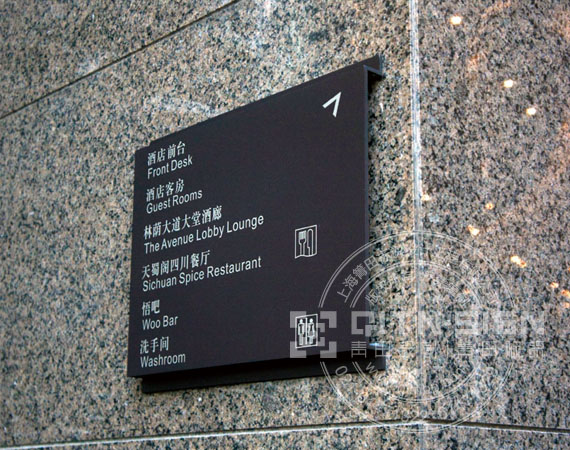 酒店前台
Front Desk
酒店客房
Guest Rooms
林荫大道大堂酒廊
The Avenue Lobby Lounge
天蜀阁四川餐厅
Sichuan Spice Restaurant
悟吧
Woo Bar
洗手间
Washroom